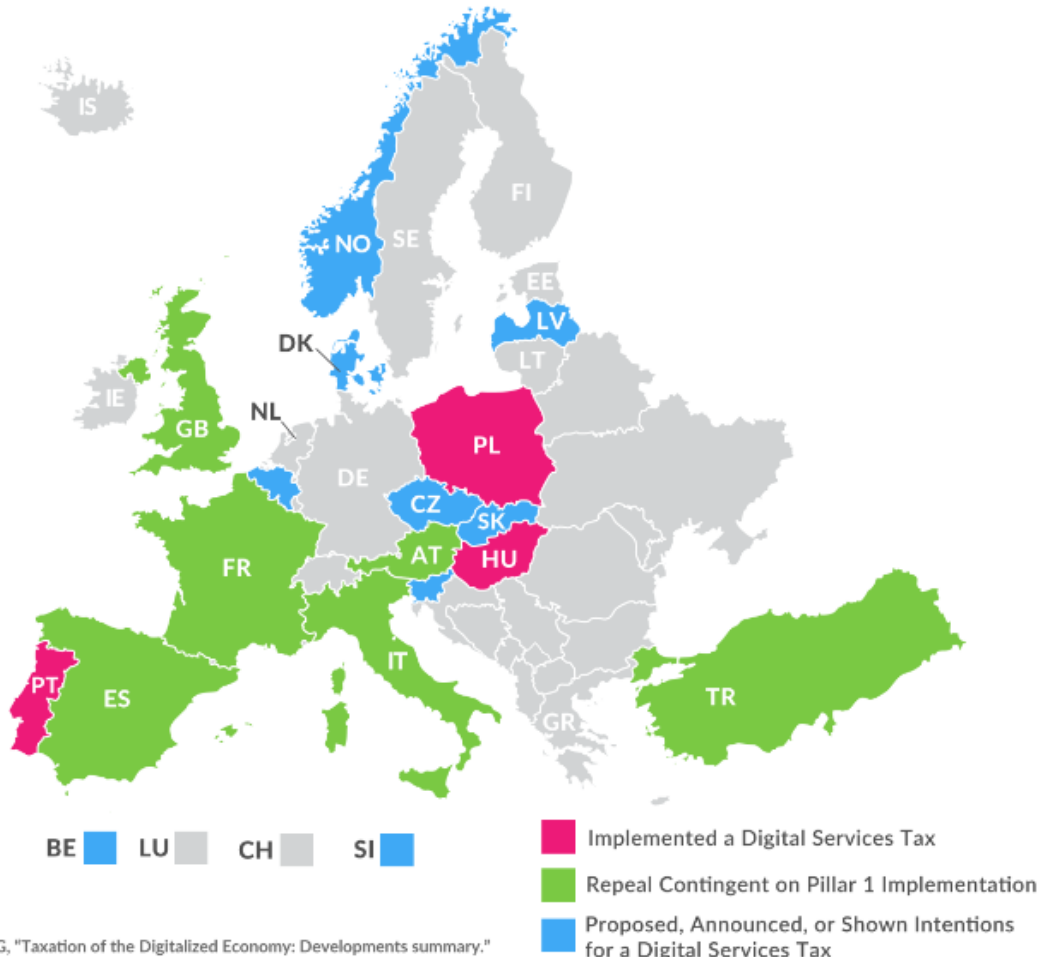 IS
FI
NO
SE
EE
LV
DK
LT
IE
NL
GB
PL
DE
CZ
SK
AT
HU
FR
IT
PT
ES
TR
GR
BE
LU
CH
SI
Implemented a Digital Services Tax
Repeal Contingent on Pillar 1 Implementation
Proposed, Announced, or Shown Intentions
for a Digital Services Tax
"Taxation of the Digitalized Economy: Developments summary."